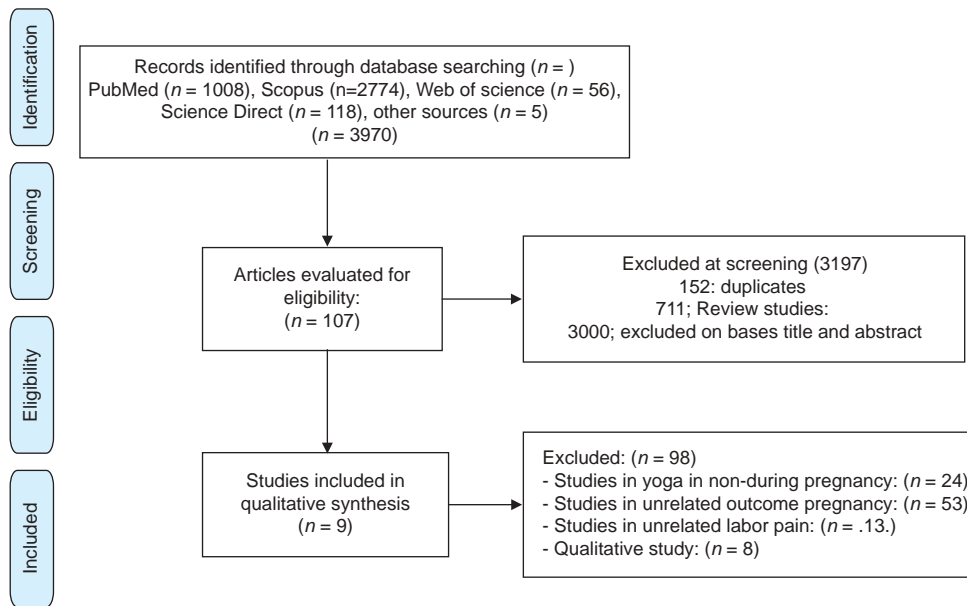 Identification
Records identified through database searching (n = )
PubMed (n = 1008), Scopus (n=2774), Web of science (n = 56),
Science Direct (n = 118), other sources (n = 5)
(n = 3970)
Screening
Articles evaluated for
eligibility:
(n = 107)
Excluded at screening (3197)
152: duplicates
711; Review studies:
3000; excluded on bases title and abstract
Eligibility
Included
Studies included in
qualitative synthesis
(n = 9)
Excluded: (n = 98)
- Studies in yoga in non-during pregnancy: (n = 24)
- Studies in unrelated outcome pregnancy: (n = 53)
- Studies in unrelated labor pain: (n = .13.)
- Qualitative study: (n = 8)